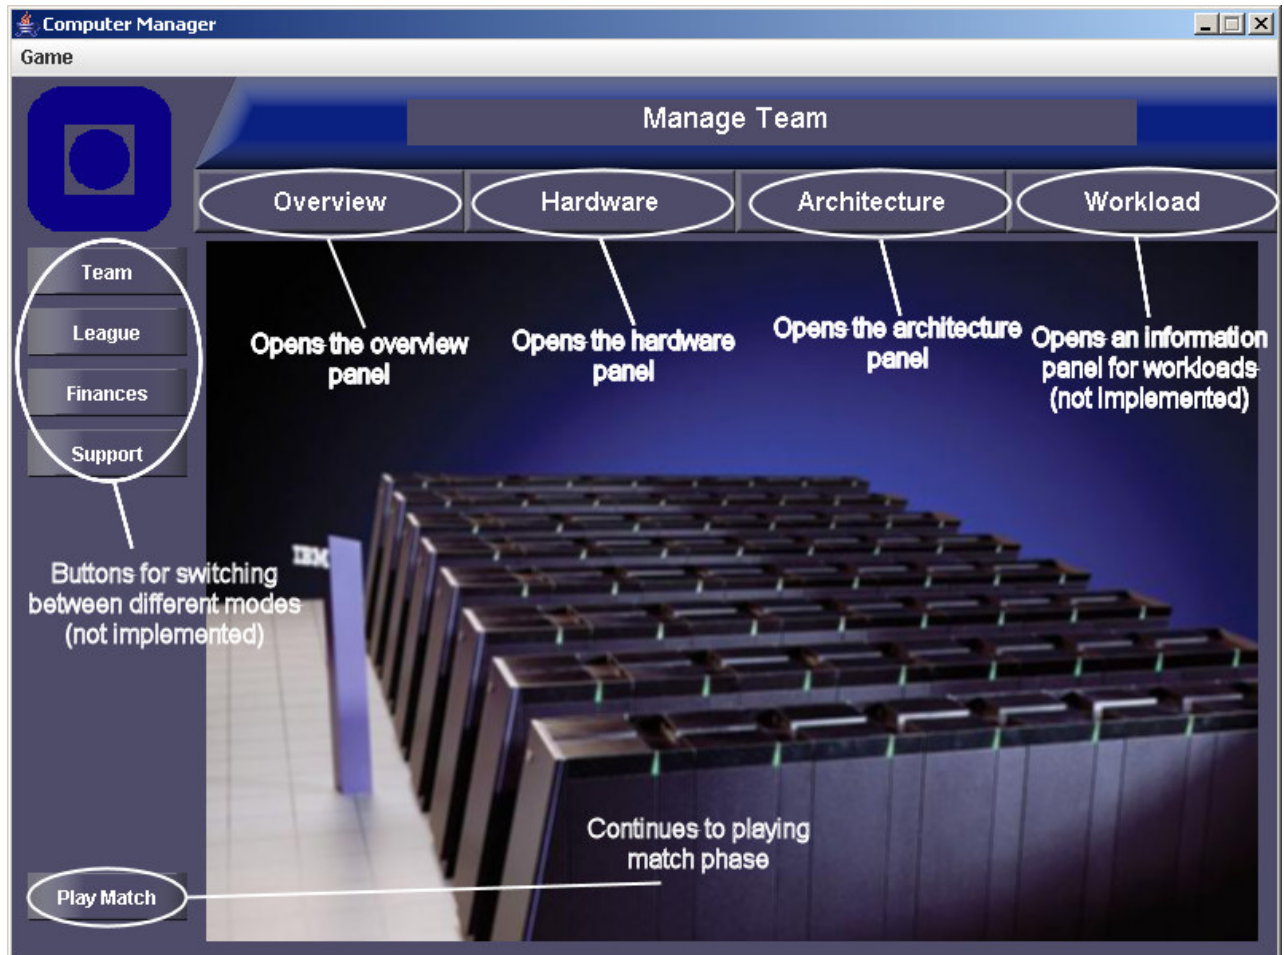 Computer Manager
Game
Manage Team
Overview
Hardware
Architecture
Workload
Team
League
Finances
Support
Opens the overview
panel
Opens the hardware
panel
Opens the architecture
panel
Opens an information
panel for workloads
(not implemented)
IBM
Buttons for switching
between different modes
(not implemented)
Continues to playing
match phase
Play Match